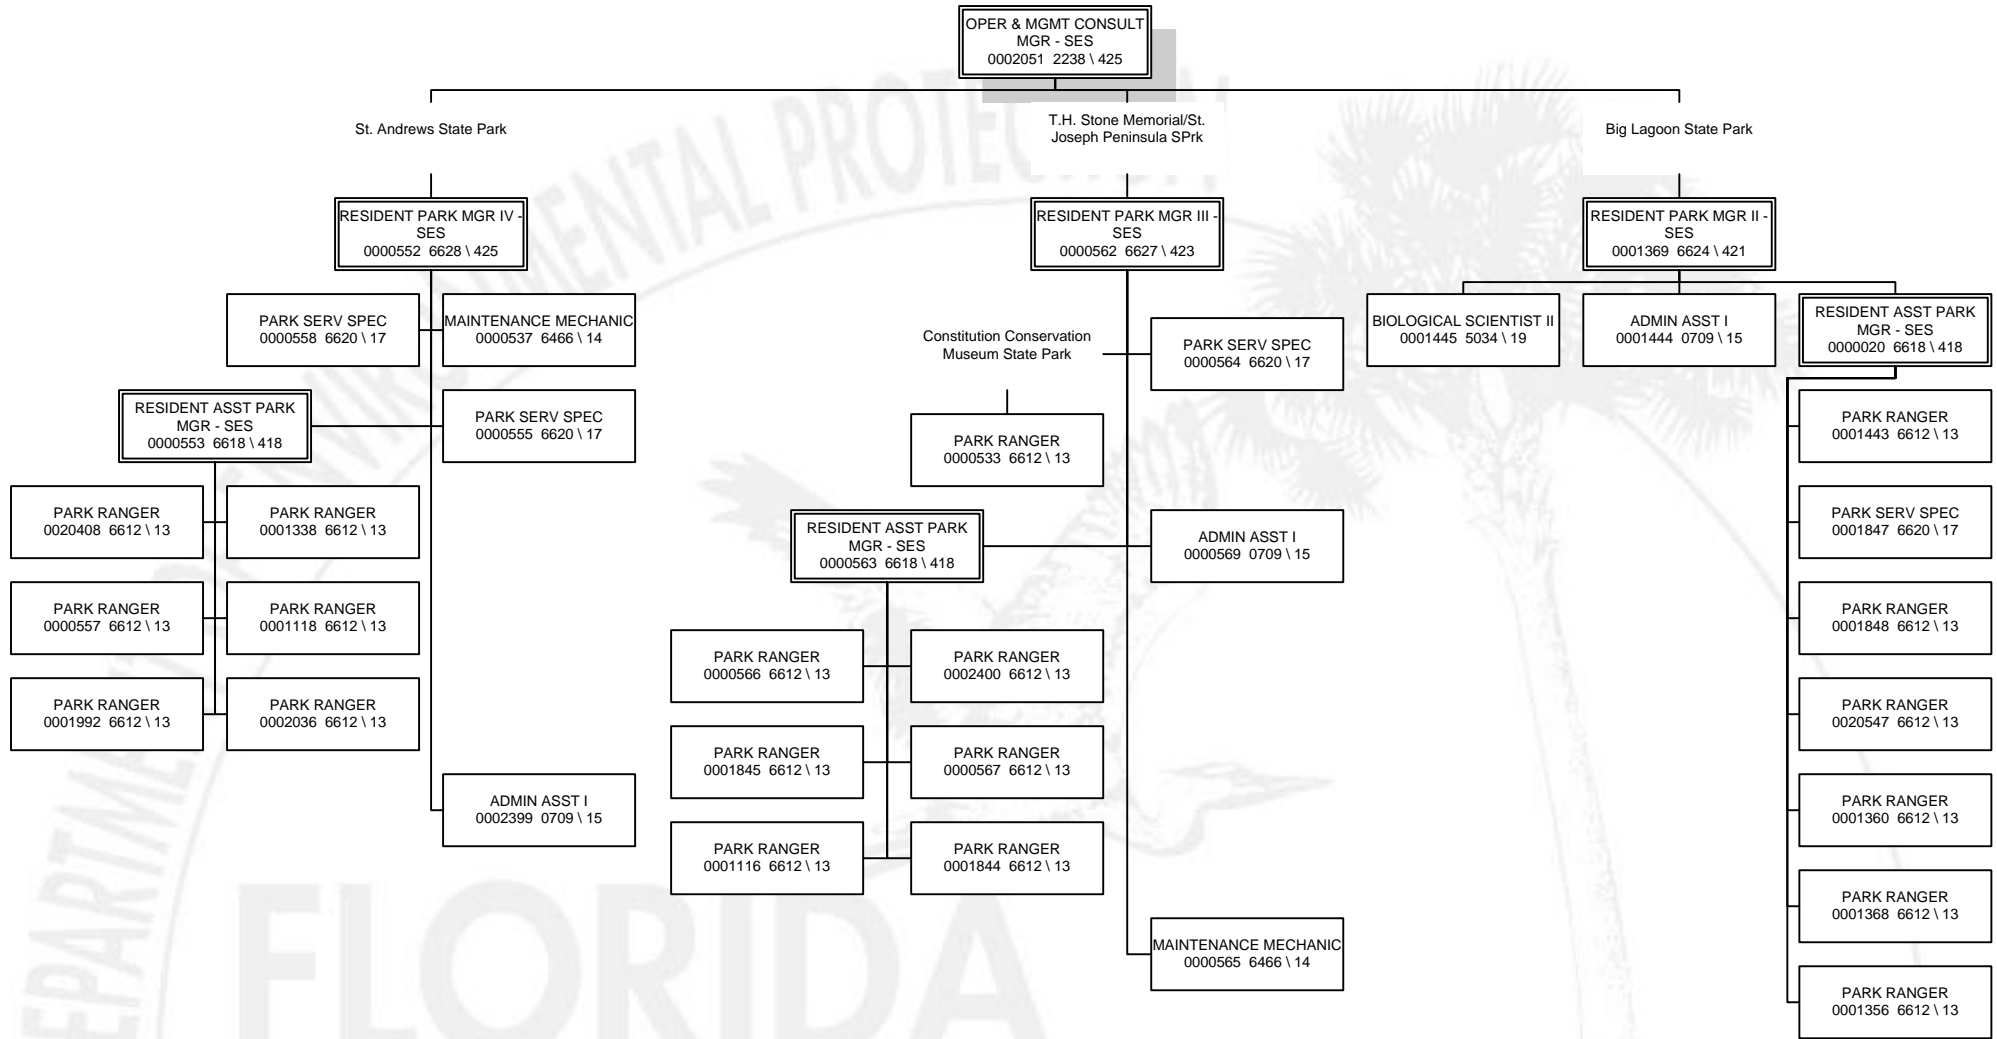 OPER & MGMT CONSULT
MGR - SES
0002051 2238 \ 425
St. Andrews State Park
T.H. Stone Memorial/St.
Joseph Peninsula SPrk
Big Lagoon State Park
RESIDENT PARK MGR IV -
SES
0000552 6628 \ 425
RESIDENT PARK MGR III -
SES
0000562 6627 \ 423
RESIDENT PARK MGR II -
SES
0001369 6624 \ 421
PARK SERV SPEC
0000558 6620 \ 17
MAINTENANCE MECHANIC
0000537 6466 \ 14
RESIDENT ASST PARK
MGR - SES
0000553 6618 \ 418
PARK SERV SPEC
0000555 6620 \ 17
PARK RANGER
0020408 6612 \ 13
PARK RANGER
0001338 6612 \ 13
PARK RANGER
0000557 6612 \ 13
PARK RANGER
0001118 6612 \ 13
PARK RANGER
0001992 6612 \ 13
PARK RANGER
0002036 6612 \ 13
ADMIN ASST I
0002399 0709 \ 15
Constitution Conservation
Museum State Park
PARK SERV SPEC
0000564 6620 \ 17
PARK RANGER
0000533 6612 \ 13
RESIDENT ASST PARK
MGR - SES
0000563 6618 \ 418
ADMIN ASST I
0000569 0709 \ 15
PARK RANGER
0000566 6612 \ 13
PARK RANGER
0002400 6612 \ 13
PARK RANGER
0001845 6612 \ 13
PARK RANGER
0000567 6612 \ 13
PARK RANGER
0001116 6612 \ 13
PARK RANGER
0001844 6612 \ 13
MAINTENANCE MECHANIC
0000565 6466 \ 14
BIOLOGICAL SCIENTIST II
0001445 5034 \ 19
ADMIN ASST I
0001444 0709 \ 15
RESIDENT ASST PARK
MGR - SES
0000020 6618 \ 418
PARK RANGER
0001443 6612 \ 13
PARK SERV SPEC
0001847 6620 \ 17
PARK RANGER
0001848 6612 \ 13
PARK RANGER
0020547 6612 \ 13
PARK RANGER
0001360 6612 \ 13
PARK RANGER
0001368 6612 \ 13
PARK RANGER
0001356 6612 \ 13
FLORIDA